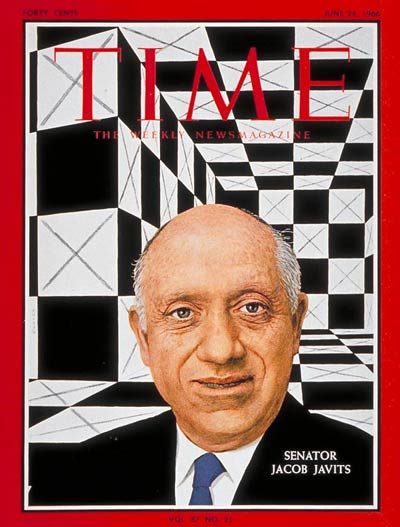 FORTY CENTS
JUNE 24, 1966
TIME
THE WEEKLY NEWSMAGAZINE
SENATOR
JACOB JAVITS
VOL. 87 NO. 25